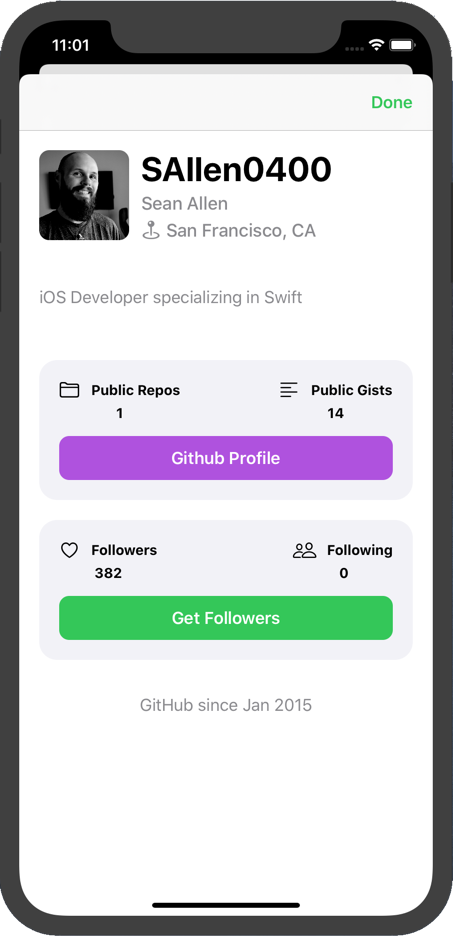 11:01
Done
SAllen0400
Sean Allen
San Francisco, CA
iOS Developer specializing in Swift
Public Repos
1
Public Gists
14
Github Profile
Followers
382
Following
0
Get Followers
GitHub since Jan 2015